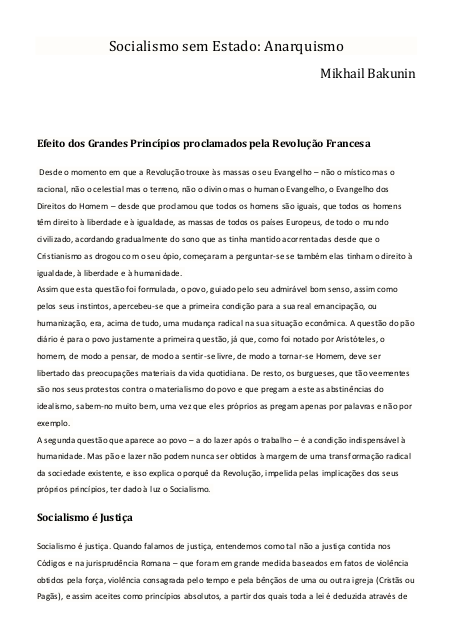 Socialismo sem Estado: Anarquismo
Mikhail Bakunin
Efeito dos Grandes Princípios proclamados pela Revolução Francesa
Desde o momento em que a Revolução trouxe às massas o seu Evangelho – não o místico mas o
racional, não o celestial mas o terreno, não o divino mas o humano Evangelho, o Evangelho dos
Direitos do Homem – desde que proclamou que todos os homens são iguais, que todos os homens
têm direito à liberdade e à igualdade, as massas de todos os países Europeus, de todo o mundo
civilizado, acordando gradualmente do sono que as tinha mantido acorrentadas desde que o
Cristianismo as drogou com o seu ópio, começaram a perguntar-se se também elas tinham o direito à
igualdade, à liberdade e à humanidade.
Assim que esta questão foi formulada, o povo, guiado pelo seu admirável bom senso, assim como
pelos seus instintos, apercebeu-se que a primeira condição para a sua real emancipação, ou
humanização, era, acima de tudo, uma mudança radical na sua situação económica. A questão do pão
diário é para o povo justamente a primeira questão, já que, como foi notado por Aristóteles, o
homem, de modo a pensar, de modo a sentir-se livre, de modo a tornar-se Homem, deve ser
libertado das preocupações materiais da vida quotidiana. De resto, os burgueses, que tão veementes
são nos seus protestos contra o materialismo do povo e que pregam a este as abstinências do
idealismo, sabem-no muito bem, uma vez que eles próprios as pregam apenas por palavras e não por
exemplo.
A segunda questão que aparece ao povo – a do lazer após o trabalho – é a condição indispensável à
humanidade. Mas pão e lazer não podem nunca ser obtidos à margem de uma transformação radical
da sociedade existente, e isso explica o porquê da Revolução, impelida pelas implicações dos seus
próprios princípios, ter dado à luz o Socialismo.
Socialismo é Justiça
Socialismo é justiça. Quando falamos de justiça, entendemos como tal não a justiça contida nos
Códigos e na jurisprudência Romana – que foram em grande medida baseados em fatos de violência
obtidos pela força, violência consagrada pelo tempo e pela bênçãos de uma ou outra igreja (Cristãs ou
Pagãs), e assim aceites como princípios absolutos, a partir dos quais toda a lei é deduzida através de